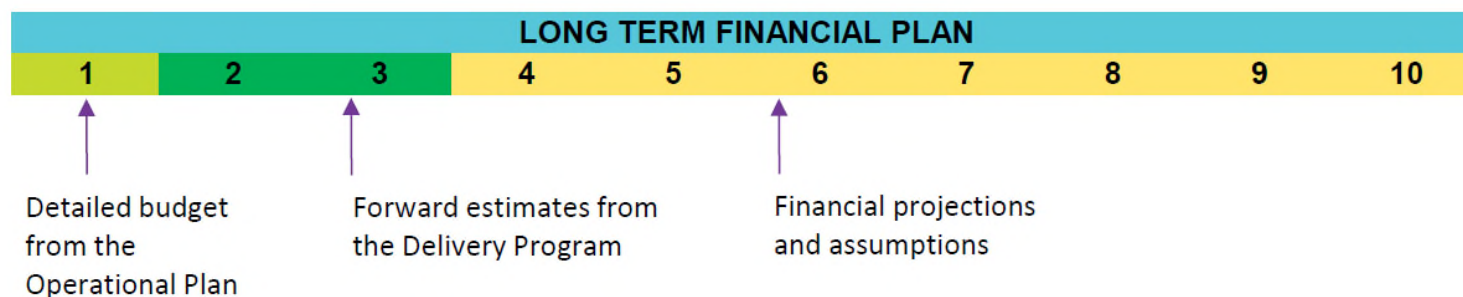 LONG TERM FINANCIAL PLAN
1 2 3 4 5 6 7 8 9 10
Detailed budget
from the
Operational Plan
Forward estimates from
the Delivery Program
Financial projections
and assumptions